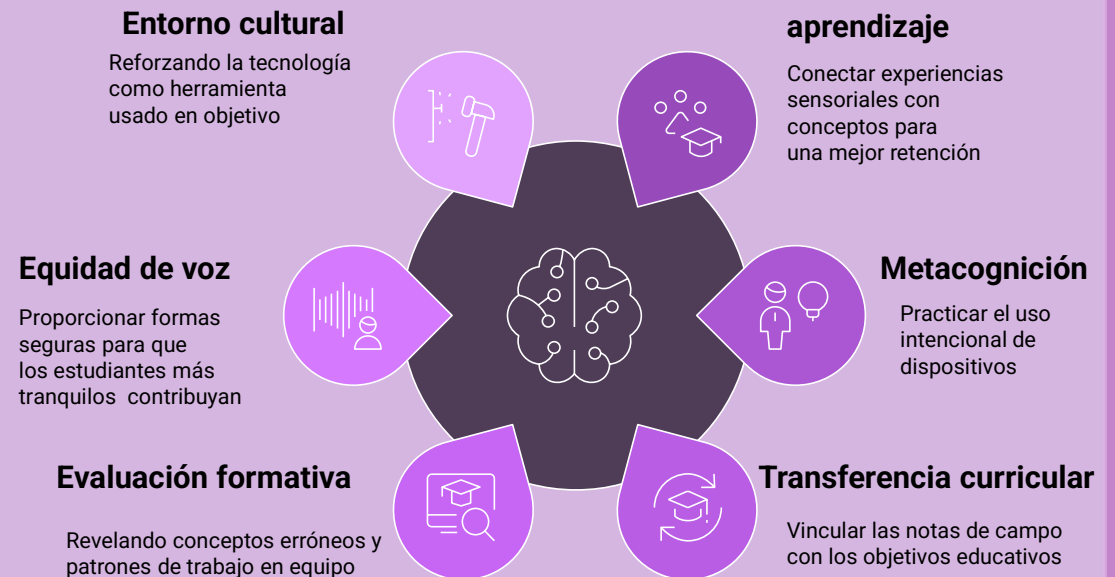 Entorno cultural
Reforzando la tecnología
como herramienta
usado en objetivo
aprendizaje
Conectar experiencias
sensoriales con
conceptos para
una mejor retención
Equidad de voz
Proporcionar formas
seguras para que
los estudiantes más
tranquilos contribuyan
Metacognición
Practicar el uso
intencional de
dispositivos
Evaluación formativa
Revelando conceptos erróneos y
patrones de trabajo en equipo
Transferencia curricular
Vincular las notas de campo
con los objetivos educativos